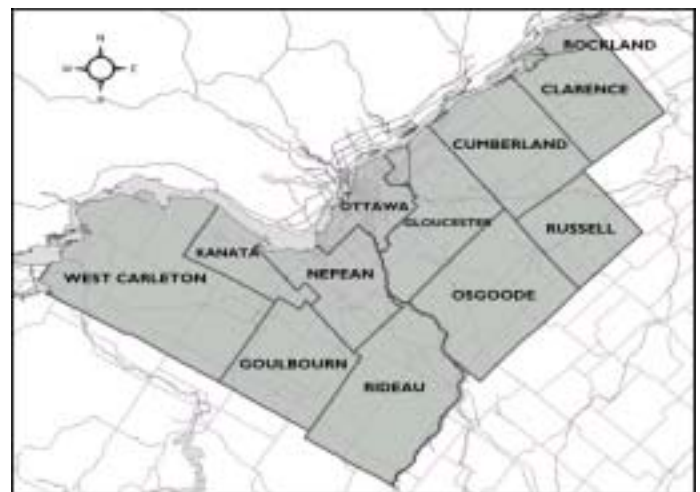 N
E
ROCKLAND
CLARENCE
CUMBERLAND
OTTAWA
GLOUCESTER
RUSSELL
KANATA
WEST CARLETON
NEPEAN
OSGOODE
GOULBOURN
RIDEAU